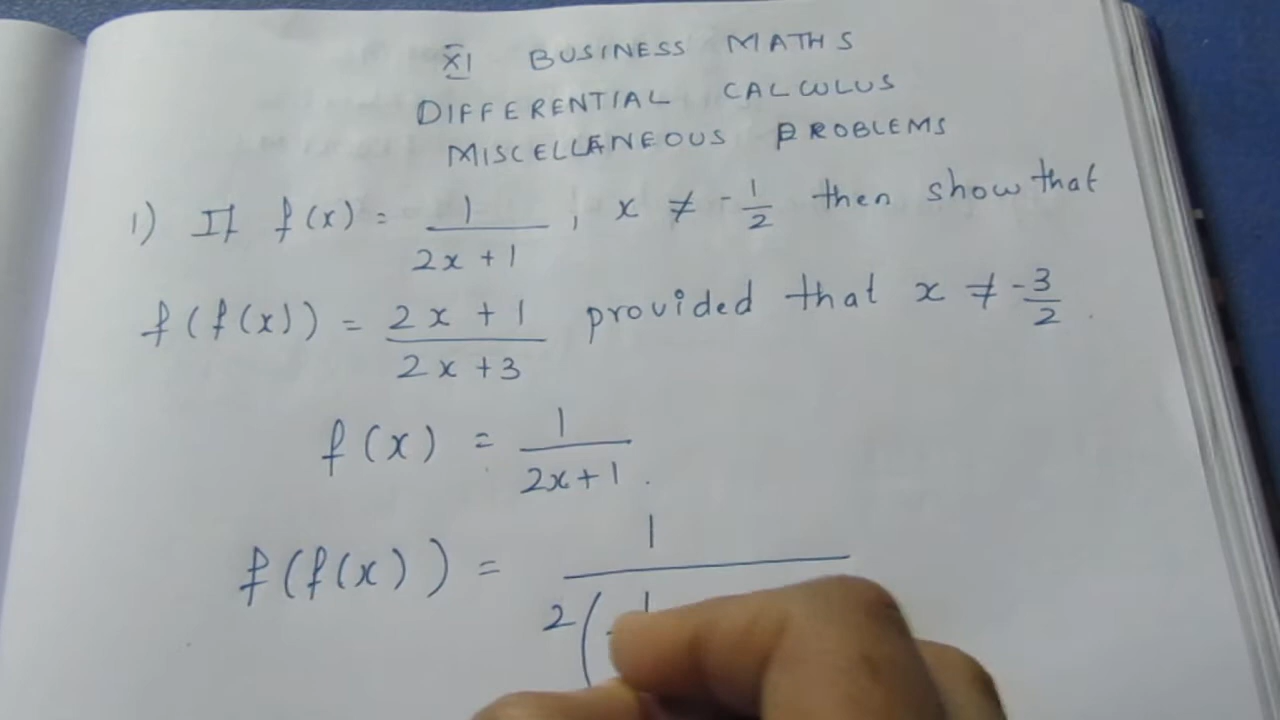 XI BUSINESS MATHS
DIFFERENTIAL CALCULUS
MISCELLANEOUS PROBLEMS
1) If f(x) = 1/(2x+1), x ≠ -1/2 then show that
f(f(x)) = (2x+1)/(2x+3) provided that x ≠ -3/2.
f(x) = 1/(2x+1).
f(f(x)) = 1/2(1